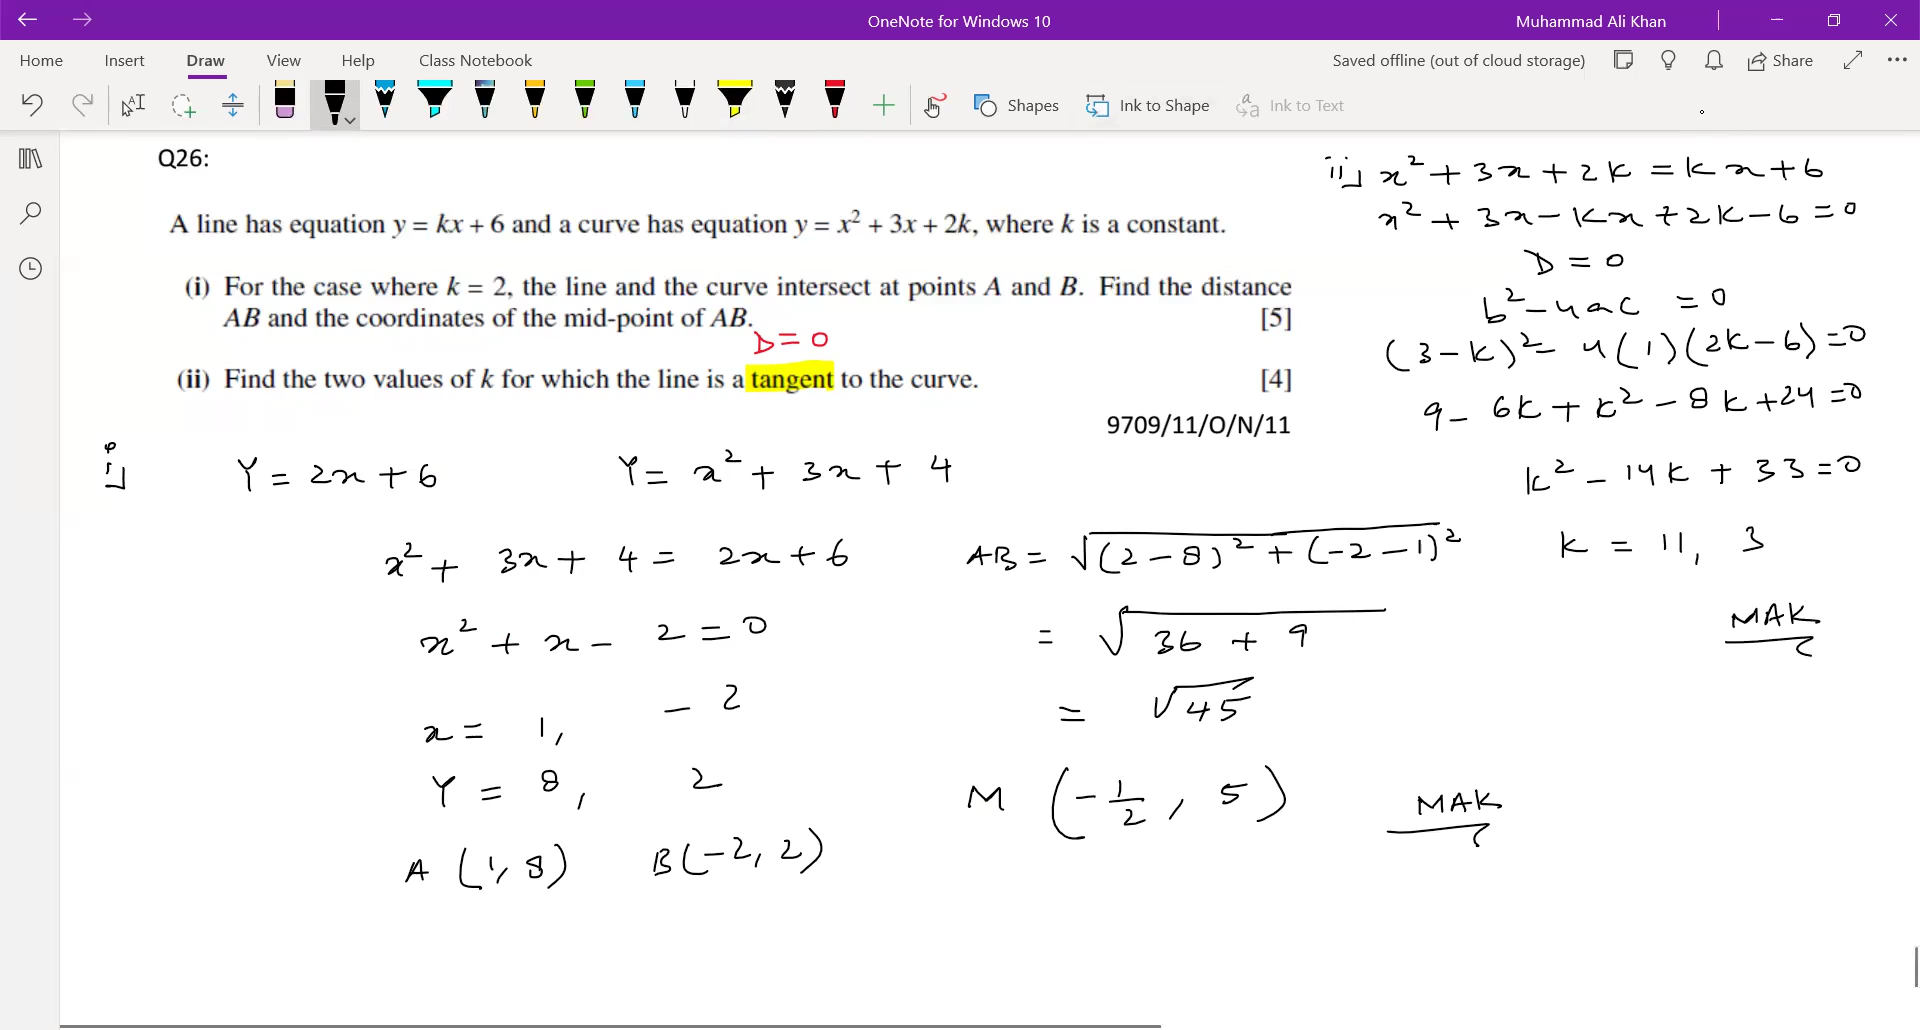 OneNote for Windows 10
Muhammad Ali Khan
Home Insert Draw View Help Class Notebook
Saved offline (out of cloud storage) Share
Shapes Ink to Shape Ink to Text
Q26:
A line has equation y = kx + 6 and a curve has equation y = x² + 3x + 2k, where k is a constant.
(i) For the case where k = 2, the line and the curve intersect at points A and B. Find the distance
AB and the coordinates of the mid-point of AB. [5]
D = 0
(ii) Find the two values of k for which the line is a tangent to the curve. [4]
9709/11/O/N/11
i) Y = 2x + 6 Y = x² + 3x + 4
x² + 3x + 4 = 2x + 6
x² + x - 2 = 0
x = 1, - 2
Y = 8, 2
A (1, 8) B (-2, 2)
AB = √(2 - 8)² + (-2 - 1)²
= √36 + 9
= √45
M (-1/2, 5)
MAK
ii) x² + 3x + 2k = kx + 6
x² + 3x - kx + 2k - 6 = 0
D = 0
b² - 4ac = 0
(3 - k)² - 4(1)(2k - 6) = 0
9 - 6k + k² - 8k + 24 = 0
k² - 14k + 33 = 0
k = 11, 3
MAK